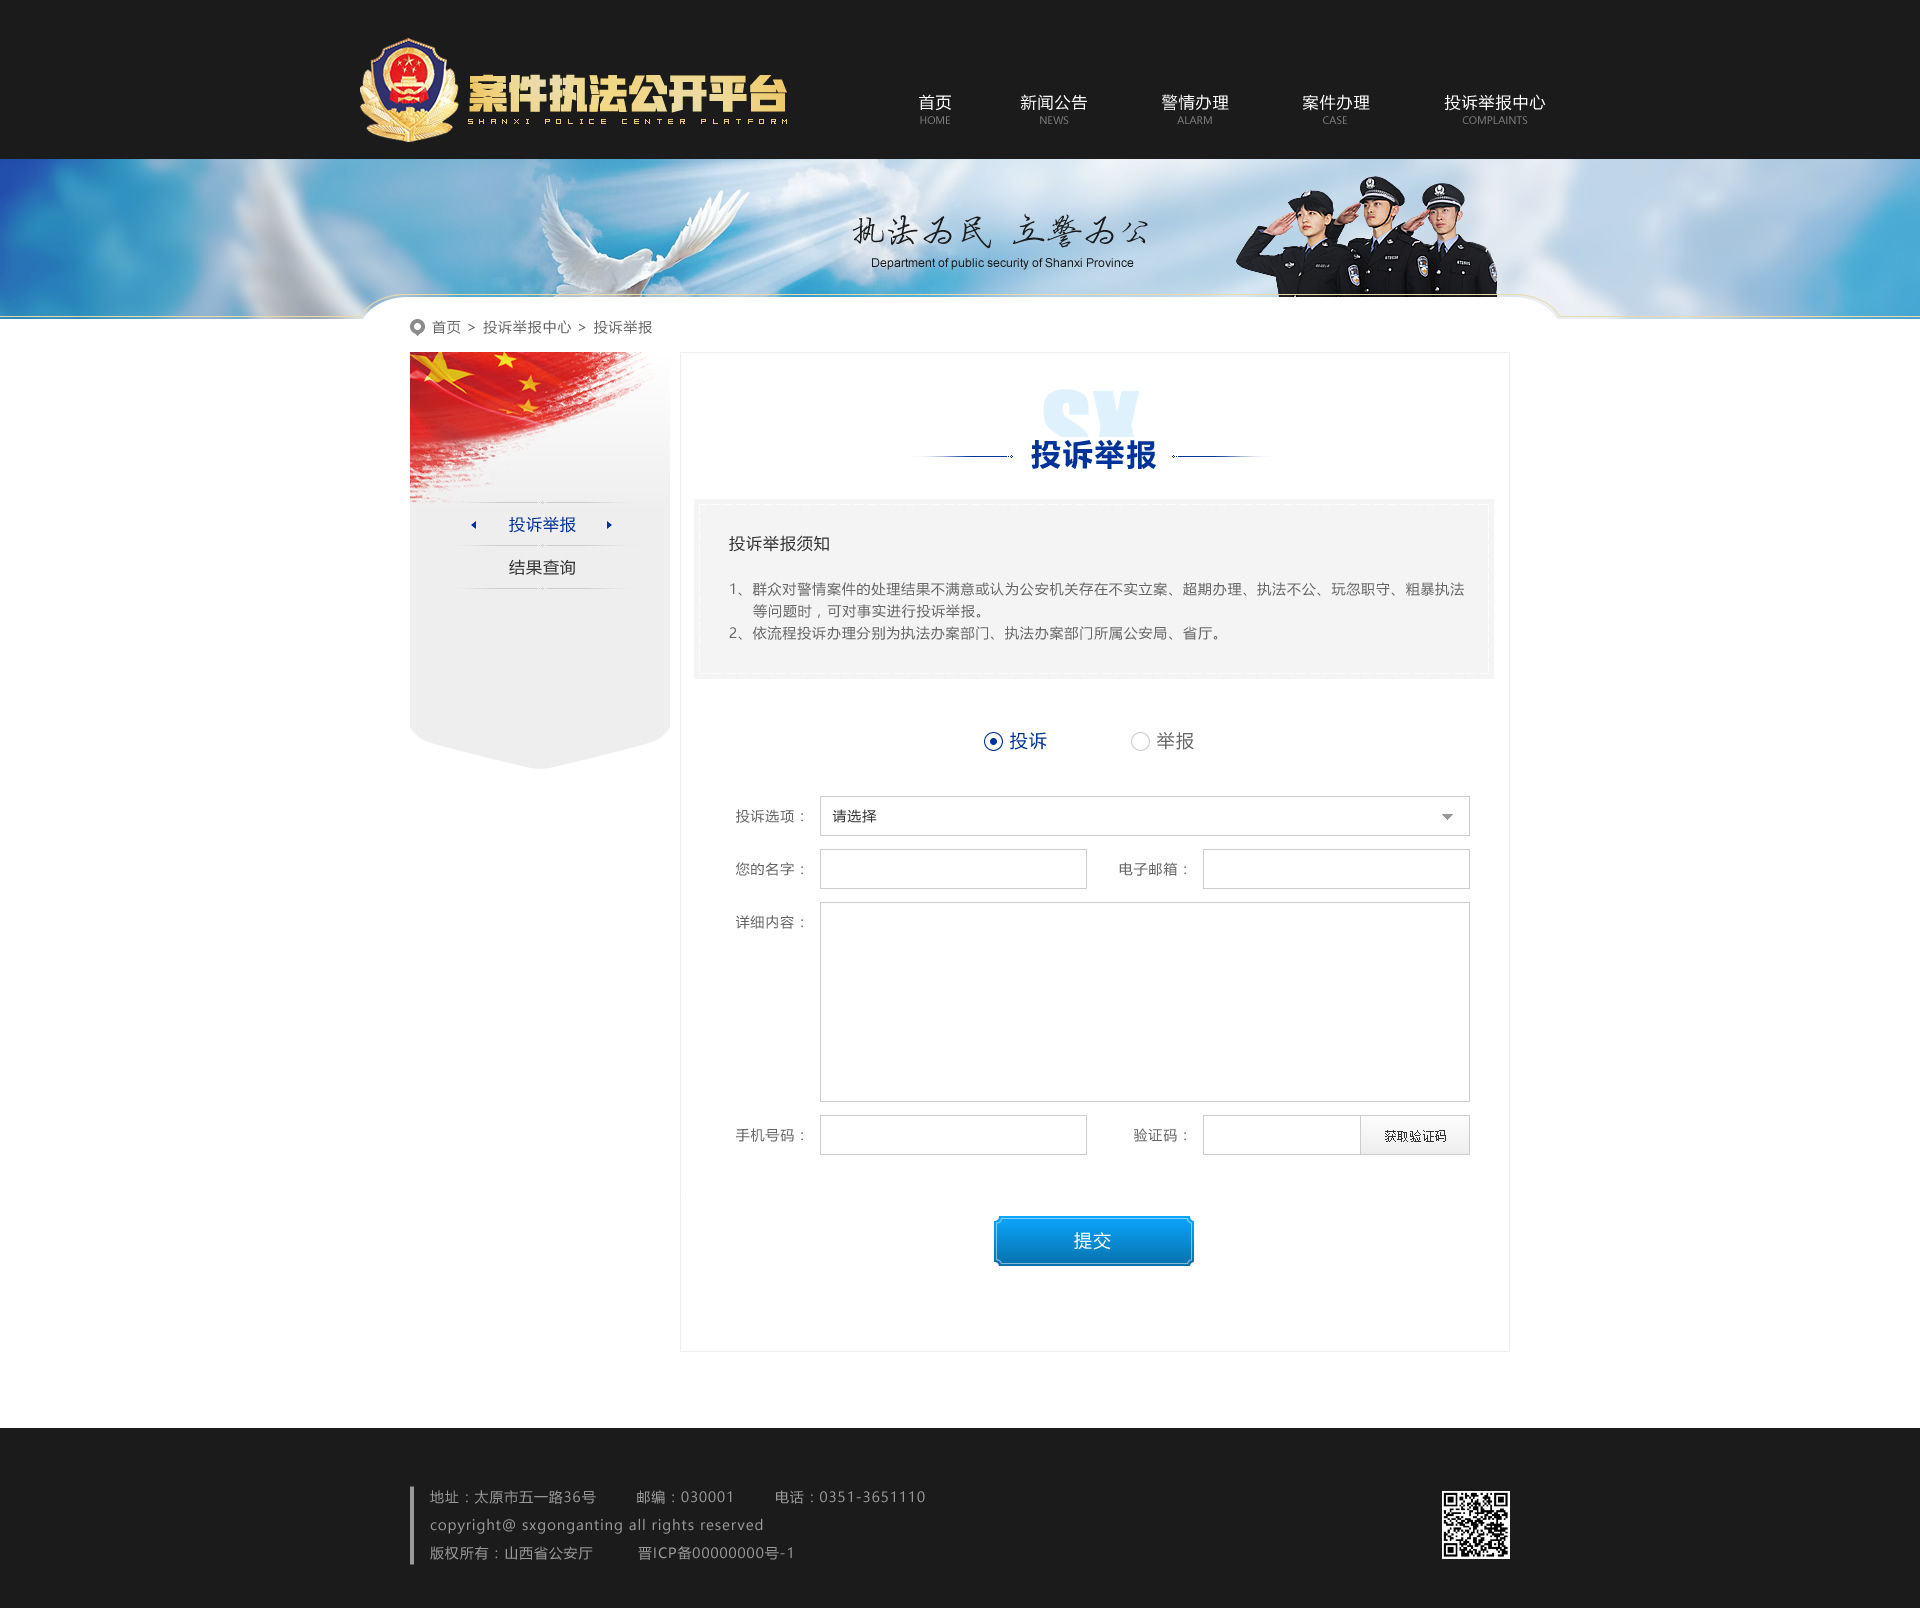 案件执法公开平台
SHANXI POLICE CENTER PLATFORM
首页 新闻公告 警情办理 案件办理 投诉举报中心
HOME NEWS ALARM CASE COMPLAINTS
执法为民 立警为公
Department of public security of Shanxi Province
首页 > 投诉举报中心 > 投诉举报
投诉举报
结果查询
SX
投诉举报
投诉举报须知
1、群众对警情案件的处理结果不满意或认为公安机关存在不实立案、超期办理、执法不公、玩忽职守、粗暴执法
等问题时，可对事实进行投诉举报。
2、依流程投诉办理分别为执法办案部门、执法办案部门所属公安局、省厅。
投诉 举报
投诉选项： 请选择
您的名字： 电子邮箱：
详细内容：
手机号码： 验证码： 获取验证码
提交
地址：太原市五一路36号 邮编：030001 电话：0351-3651110
copyright@ sxgonganting all rights reserved
版权所有：山西省公安厅 晋ICP备00000000号-1